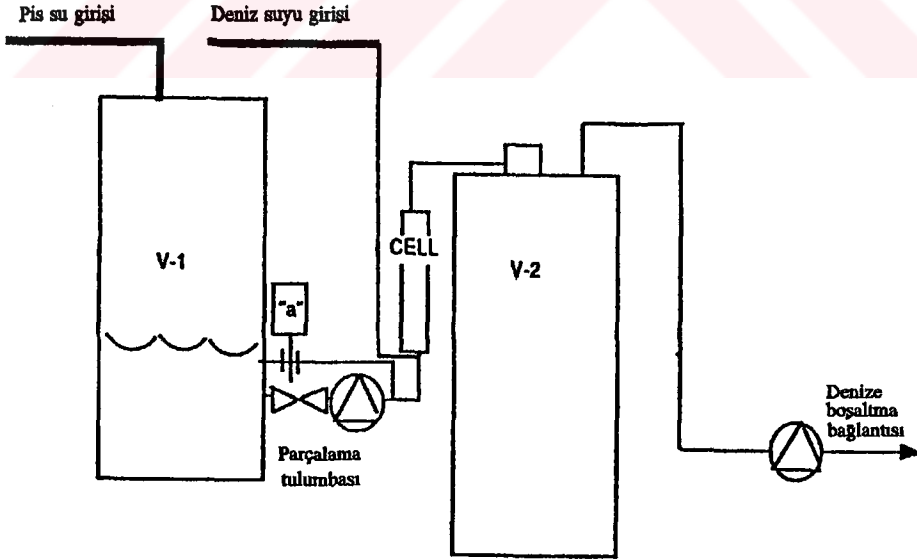 Pis su girişi
Deniz suyu girişi
V-1
"a"
CELL
V-2
Parçalama
tulumbası
Denize
boşaltma
bağlantısı